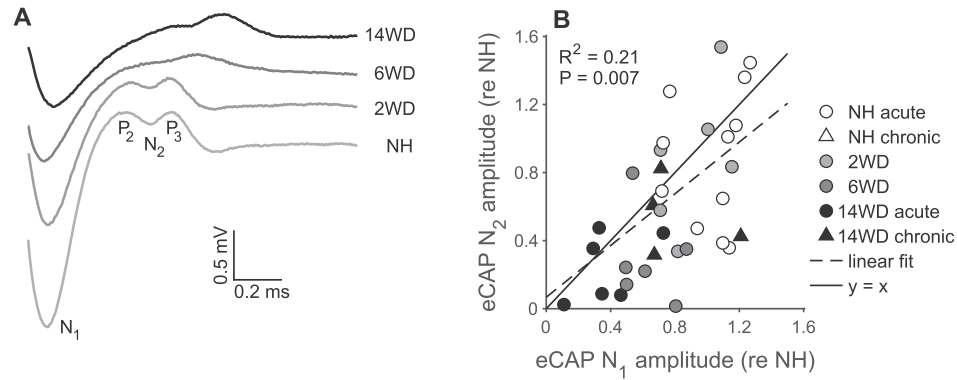 A
14WD
6WD
2WD
P2 P3
N2
NH
0.5 mV
0.2 ms
N1
B
eCAP N2 amplitude (re NH)
1.6
1.2
0.8
0.4
0
R2 = 0.21
P = 0.007
0 0.4 0.8 1.2 1.6
eCAP N1 amplitude (re NH)
NH acute
NH chronic
2WD
6WD
14WD acute
14WD chronic
linear fit
y = x